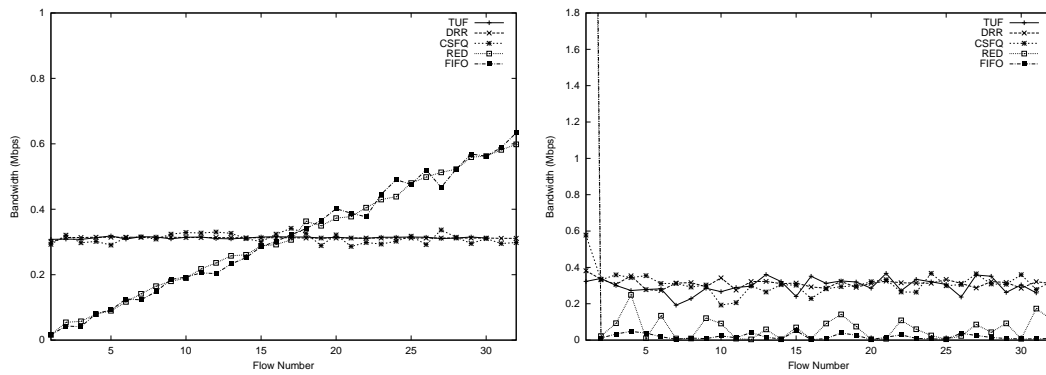 1
0.8
0.6
0.4
0.2
0
Bandwidth (Mbps)
5 10 15 20 25 30
Flow Number
TUF
DRR
CSFQ
RED
FIFO
1.8
1.6
1.4
1.2
1
0.8
0.6
0.4
0.2
0
Bandwidth (Mbps)
5 10 15 20 25 30
Flow Number
TUF
DRR
CSFQ
RED
FIFO